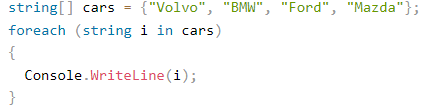 string[] cars = {"Volvo", "BMW", "Ford", "Mazda"};
foreach (string i in cars)
{
  Console.WriteLine(i);
}